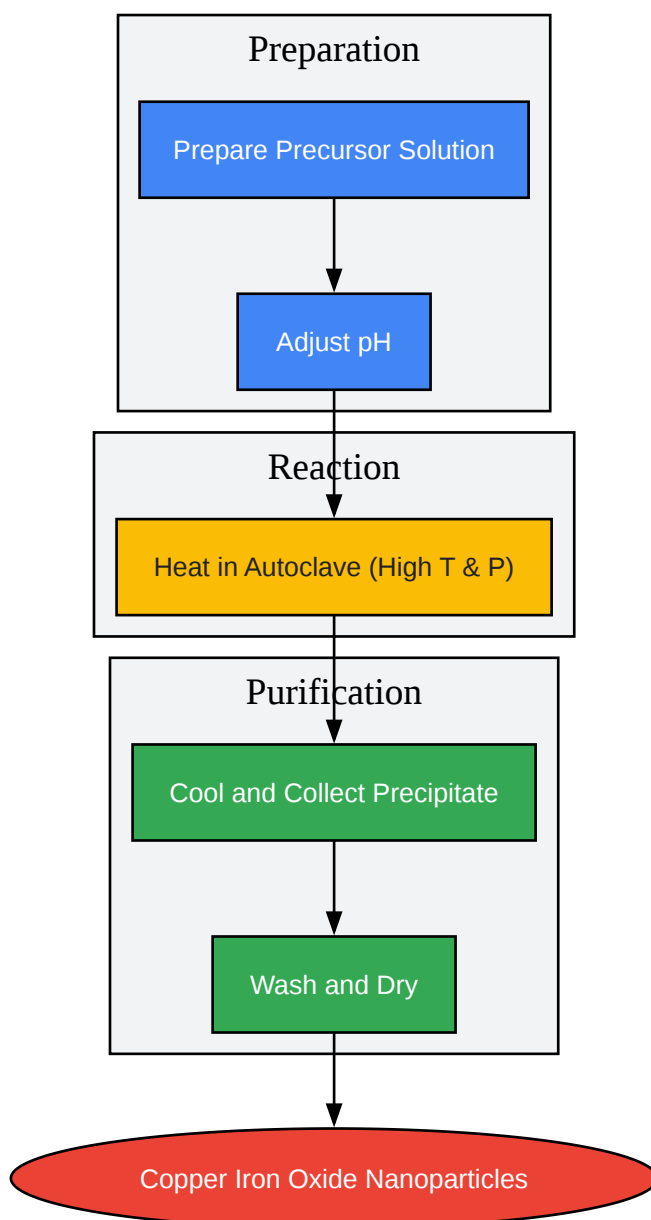 Preparation
Prepare Precursor Solution
Adjust pH
Reaction
Heat in Autoclave (High T & P)
Purification
Cool and Collect Precipitate
Wash and Dry
Copper Iron Oxide Nanoparticles